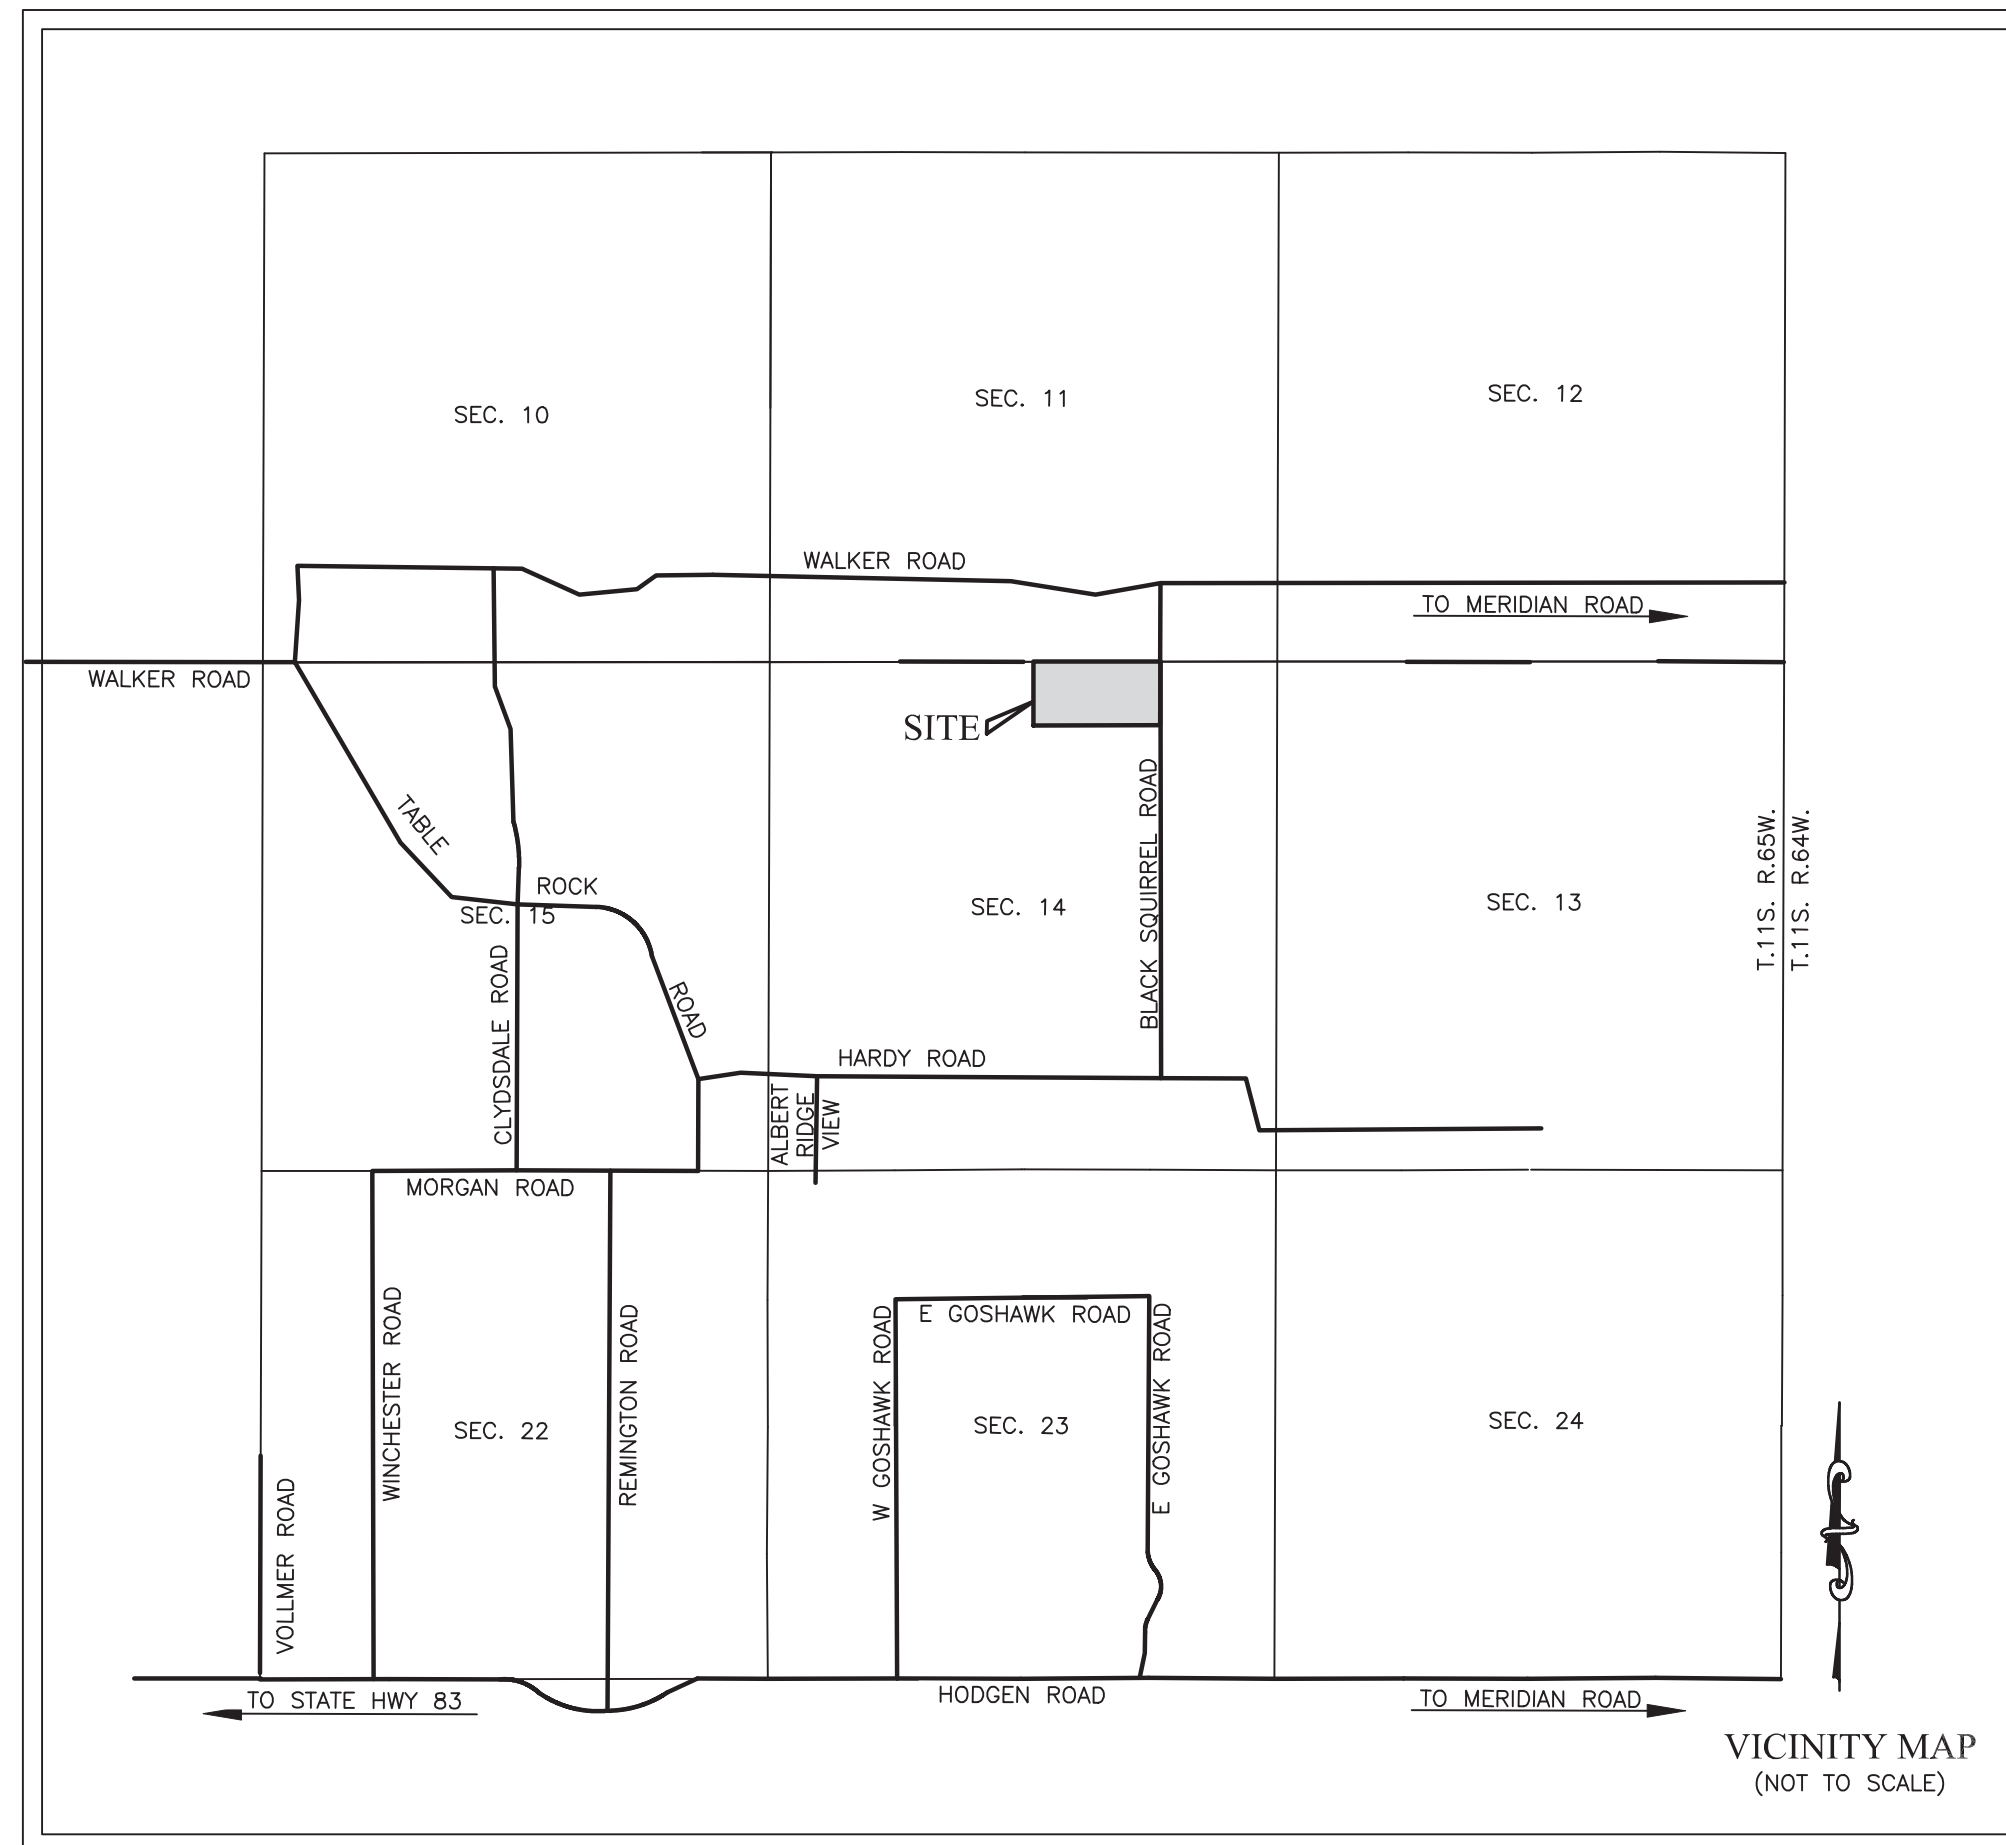 SEC. 10
SEC. 11
SEC. 12
WALKER ROAD
TO MERIDIAN ROAD
WALKER ROAD
SITE
TABLE
ROCK
ROAD
SEC. 15
SEC. 14
SEC. 13
BLACK SQUIRREL ROAD
T.11S. R.65W.
T.11S. R.64W.
CLYDSDALE ROAD
HARDY ROAD
ALBERT
RIDGE
VIEW
MORGAN ROAD
WINCHESTER ROAD
REMINGTON ROAD
W GOSHAWK ROAD
E GOSHAWK ROAD
E GOSHAWK ROAD
SEC. 22
SEC. 23
SEC. 24
VOLLMER ROAD
TO STATE HWY 83
HODGEN ROAD
TO MERIDIAN ROAD
VICINITY MAP
(NOT TO SCALE)